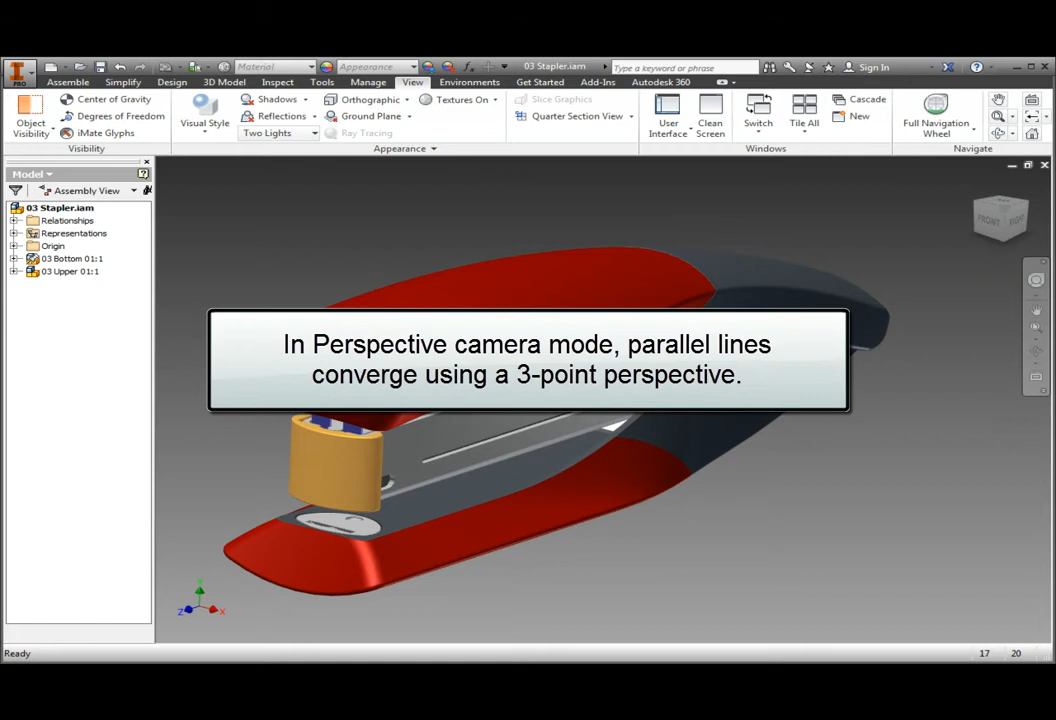 PRO
Material
Appearance
03 Stapler.iam
Type a keyword or phrase
Sign In
Assemble Simplify Design 3D Model Inspect Tools Manage View Environments Get Started Add-Ins Autodesk 360
Object Visibility
Center of Gravity
Degrees of Freedom
iMate Glyphs
Visibility
Visual Style
Shadows
Reflections
Two Lights
Orthographic
Ground Plane
Ray Tracing
Textures On
Slice Graphics
Quarter Section View
Appearance
User Interface
Clean Screen
Switch
Tile All
Cascade
New
Windows
Full Navigation Wheel
Navigate
Model
Assembly View
03 Stapler.iam
Relationships
Representations
Origin
03 Bottom 01:1
03 Upper 01:1
FRONT RIGHT
In Perspective camera mode, parallel lines
converge using a 3-point perspective.
Y
Z X
Ready 17 20